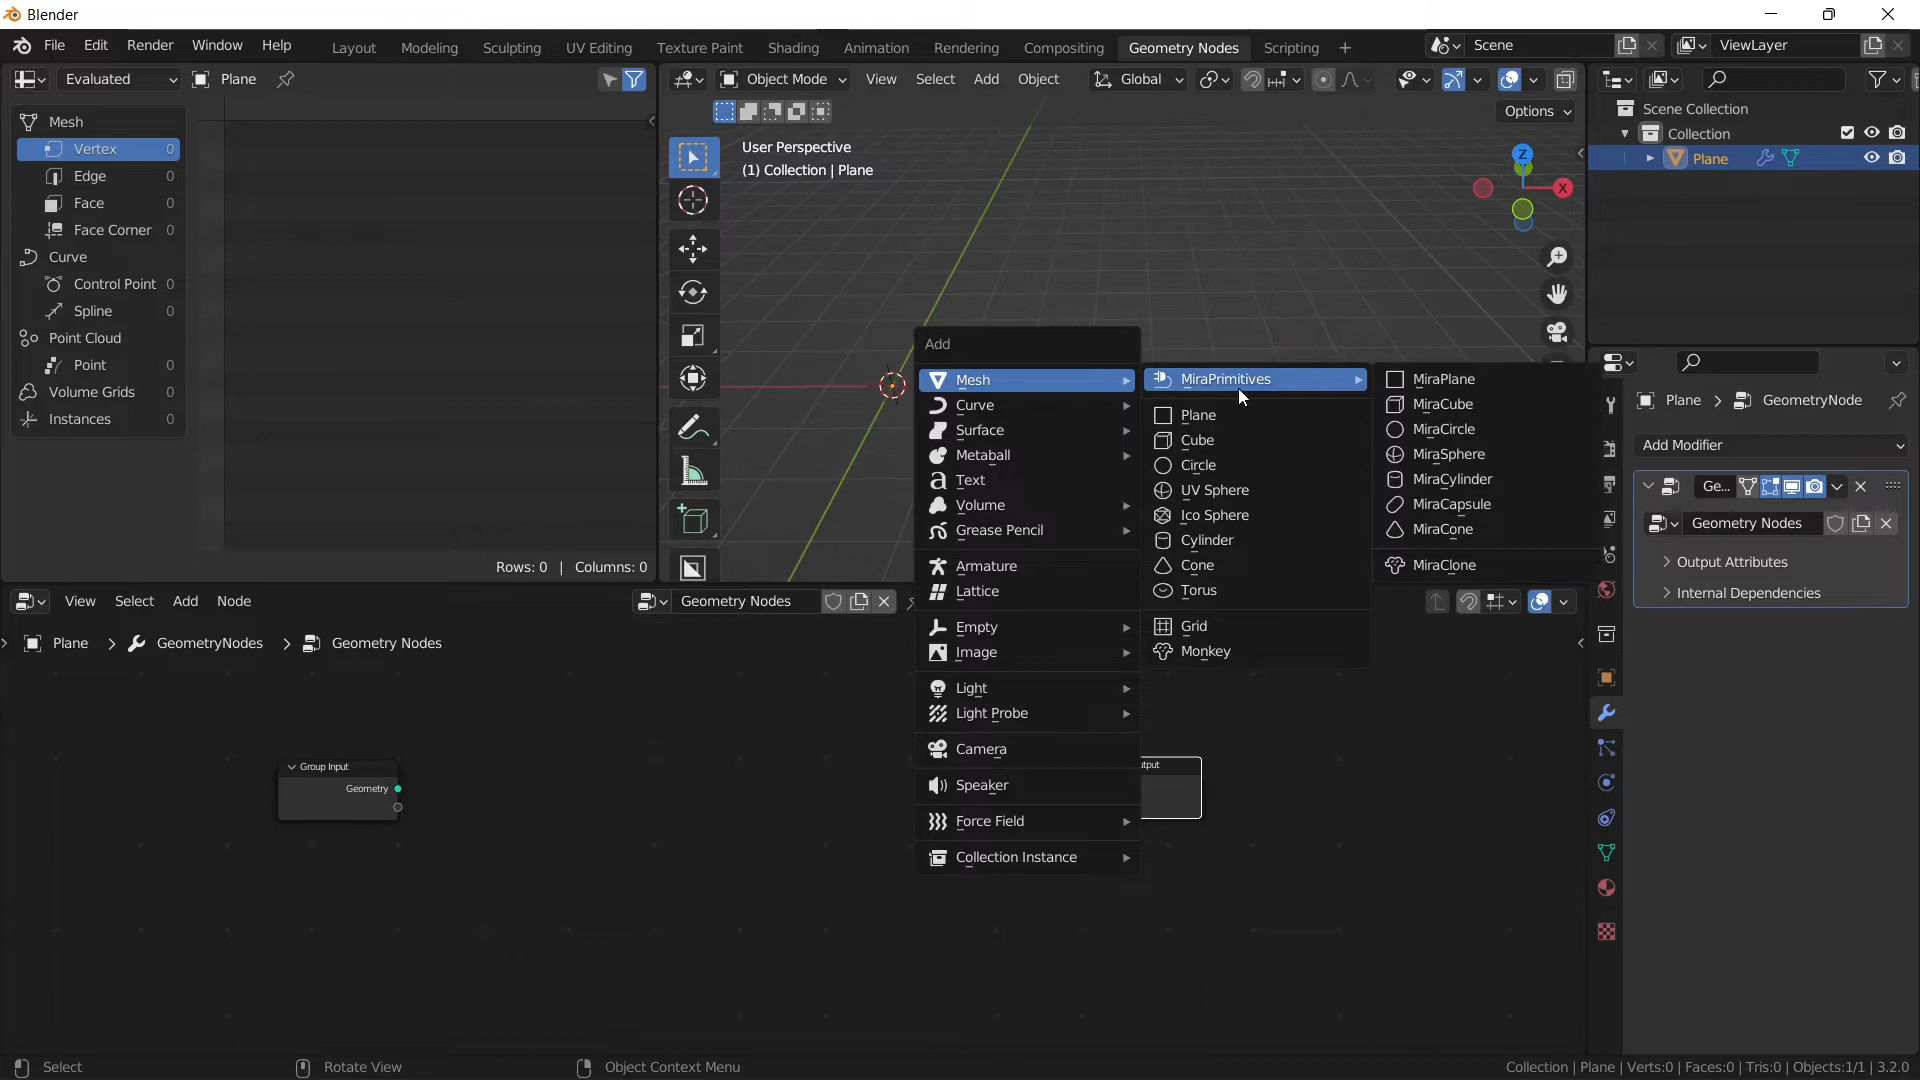 Blender
File Edit Render Window Help Layout Modeling Sculpting UV Editing Texture Paint Shading Animation Rendering Compositing Geometry Nodes Scripting + Scene ViewLayer
Evaluated Plane
Object Mode View Select Add Object Global
Options
Mesh
Vertex 0
Edge 0
Face 0
Face Corner 0
Curve
Control Point 0
Spline 0
Point Cloud
Point 0
Volume Grids 0
Instances 0
Rows: 0 | Columns: 0
User Perspective
(1) Collection | Plane
Z
X
Scene Collection
Collection
Plane
Add
Mesh
Curve
Surface
Metaball
Text
Volume
Grease Pencil
Armature
Lattice
Empty
Image
Light
Light Probe
Camera
Speaker
Force Field
Collection Instance
MiraPrimitives
Plane
Cube
Circle
UV Sphere
Ico Sphere
Cylinder
Cone
Torus
Grid
Monkey
MiraPlane
MiraCube
MiraCircle
MiraSphere
MiraCylinder
MiraCapsule
MiraCone
MiraClone
Plane > GeometryNode
Add Modifier
Ge...
Geometry Nodes
Output Attributes
Internal Dependencies
View Select Add Node Geometry Nodes
Plane > GeometryNodes > Geometry Nodes
Group Input
Geometry
utput
Select Rotate View Object Context Menu Collection | Plane | Verts:0 | Faces:0 | Tris:0 | Objects:1/1 | 3.2.0